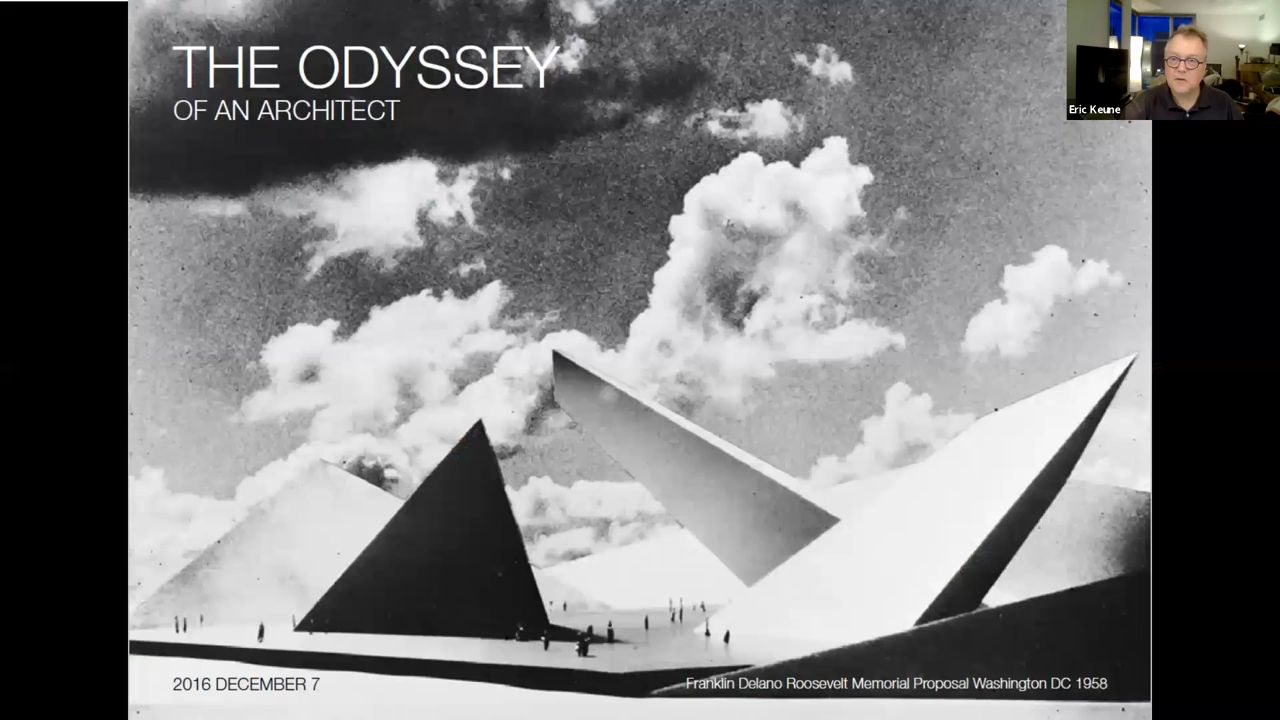 THE ODYSSEY
OF AN ARCHITECT
Eric Keune
2016 DECEMBER 7
Franklin Delano Roosevelt Memorial Proposal Washington DC 1958